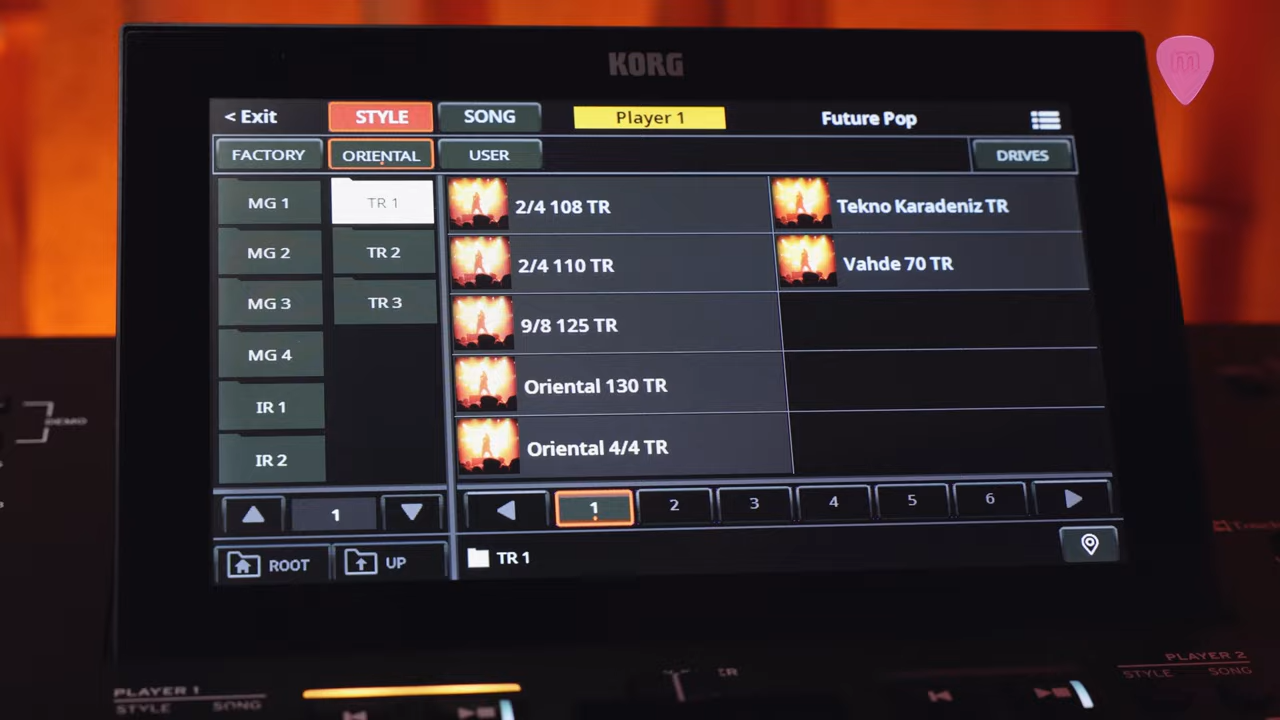 KORG
< Exit STYLE SONG Player 1 Future Pop
FACTORY ORIENTAL USER DRIVES
MG 1 TR 1 2/4 108 TR Tekno Karadeniz TR
MG 2 TR 2 2/4 110 TR Vahde 70 TR
MG 3 TR 3 9/8 125 TR
MG 4 Oriental 130 TR
IR 1
IR 2 Oriental 4/4 TR
1 1 2 3 4 5 6
ROOT UP TR 1
DEMO
PLAYER 1
STYLE SONG
PLAYER 2
STYLE SONG